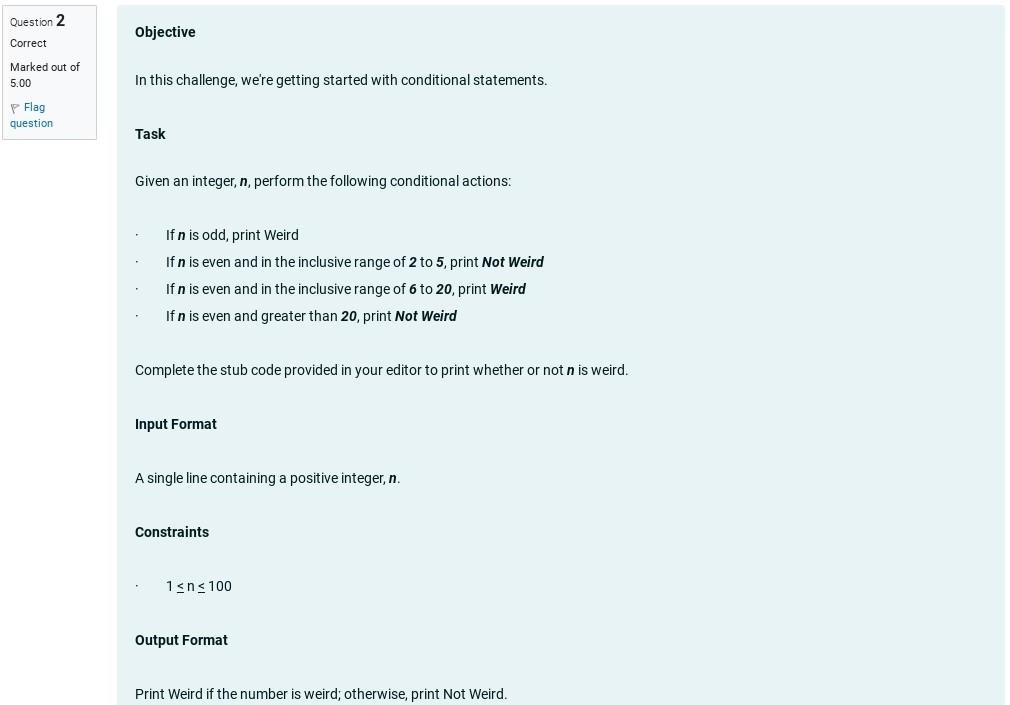 Question 2
Correct
Marked out of
5.00
Flag
question
Objective
In this challenge, we're getting started with conditional statements.
Task
Given an integer, n, perform the following conditional actions:
· If n is odd, print Weird
· If n is even and in the inclusive range of 2 to 5, print Not Weird
· If n is even and in the inclusive range of 6 to 20, print Weird
· If n is even and greater than 20, print Not Weird
Complete the stub code provided in your editor to print whether or not n is weird.
Input Format
A single line containing a positive integer, n.
Constraints
· 1 ≤ n ≤ 100
Output Format
Print Weird if the number is weird; otherwise, print Not Weird.